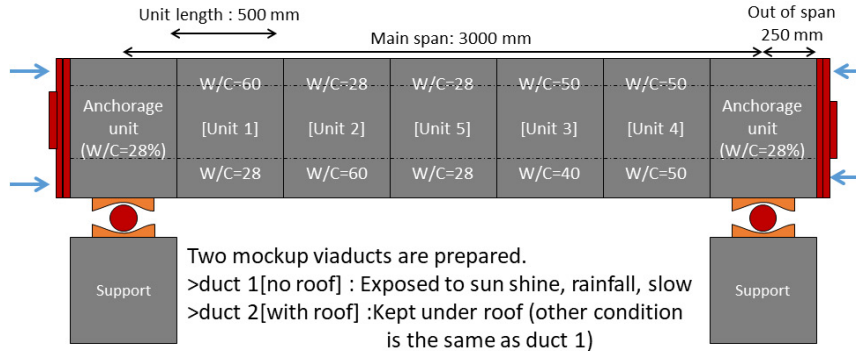 Unit length : 500 mm
Out of span
250 mm
Main span: 3000 mm
W/C=60 W/C=28 W/C=28 W/C=50 W/C=50
Anchorage
unit
(W/C=28%)
[Unit 1] [Unit 2] [Unit 5] [Unit 3] [Unit 4]
Anchorage
unit
(W/C=28%)
W/C=28 W/C=60 W/C=28 W/C=40 W/C=50
Two mockup viaducts are prepared.
>duct 1[no roof] : Exposed to sun shine, rainfall, slow
>duct 2[with roof] :Kept under roof (other condition
is the same as duct 1)
Support
Support